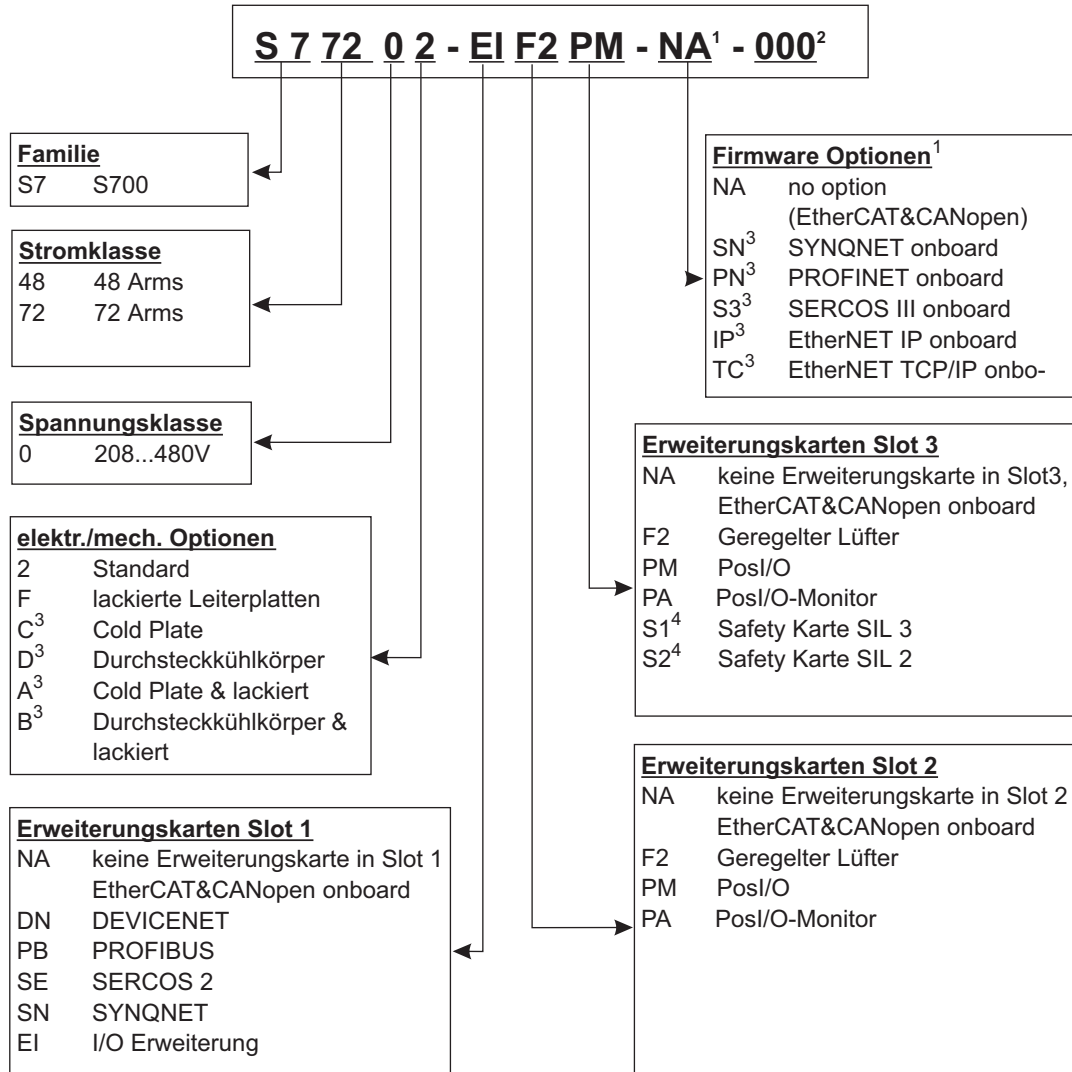 S 7 72 0 2 - EI F2 PM - NA¹ - 000²
Familie
S7 S700
Stromklasse
48 48 Arms
72 72 Arms
Spannungsklasse
0 208...480V
elektr./mech. Optionen
2 Standard
F lackierte Leiterplatten
C³ Cold Plate
D³ Durchsteckkühlkörper
A³ Cold Plate & lackiert
B³ Durchsteckkühlkörper &
lackiert
Erweiterungskarten Slot 1
NA keine Erweiterungskarte in Slot 1
EtherCAT&CANopen onboard
DN DEVICENET
PB PROFIBUS
SE SERCOS 2
SN SYNQNET
EI I/O Erweiterung
Firmware Optionen¹
NA no option
(EtherCAT&CANopen)
SN³ SYNQNET onboard
PN³ PROFINET onboard
S3³ SERCOS III onboard
IP³ EtherNET IP onboard
TC³ EtherNET TCP/IP onbo-
Erweiterungskarten Slot 3
NA keine Erweiterungskarte in Slot3,
EtherCAT&CANopen onboard
F2 Geregelter Lüfter
PM PosI/O
PA PosI/O-Monitor
S1⁴ Safety Karte SIL 3
S2⁴ Safety Karte SIL 2
Erweiterungskarten Slot 2
NA keine Erweiterungskarte in Slot 2
EtherCAT&CANopen onboard
F2 Geregelter Lüfter
PM PosI/O
PA PosI/O-Monitor